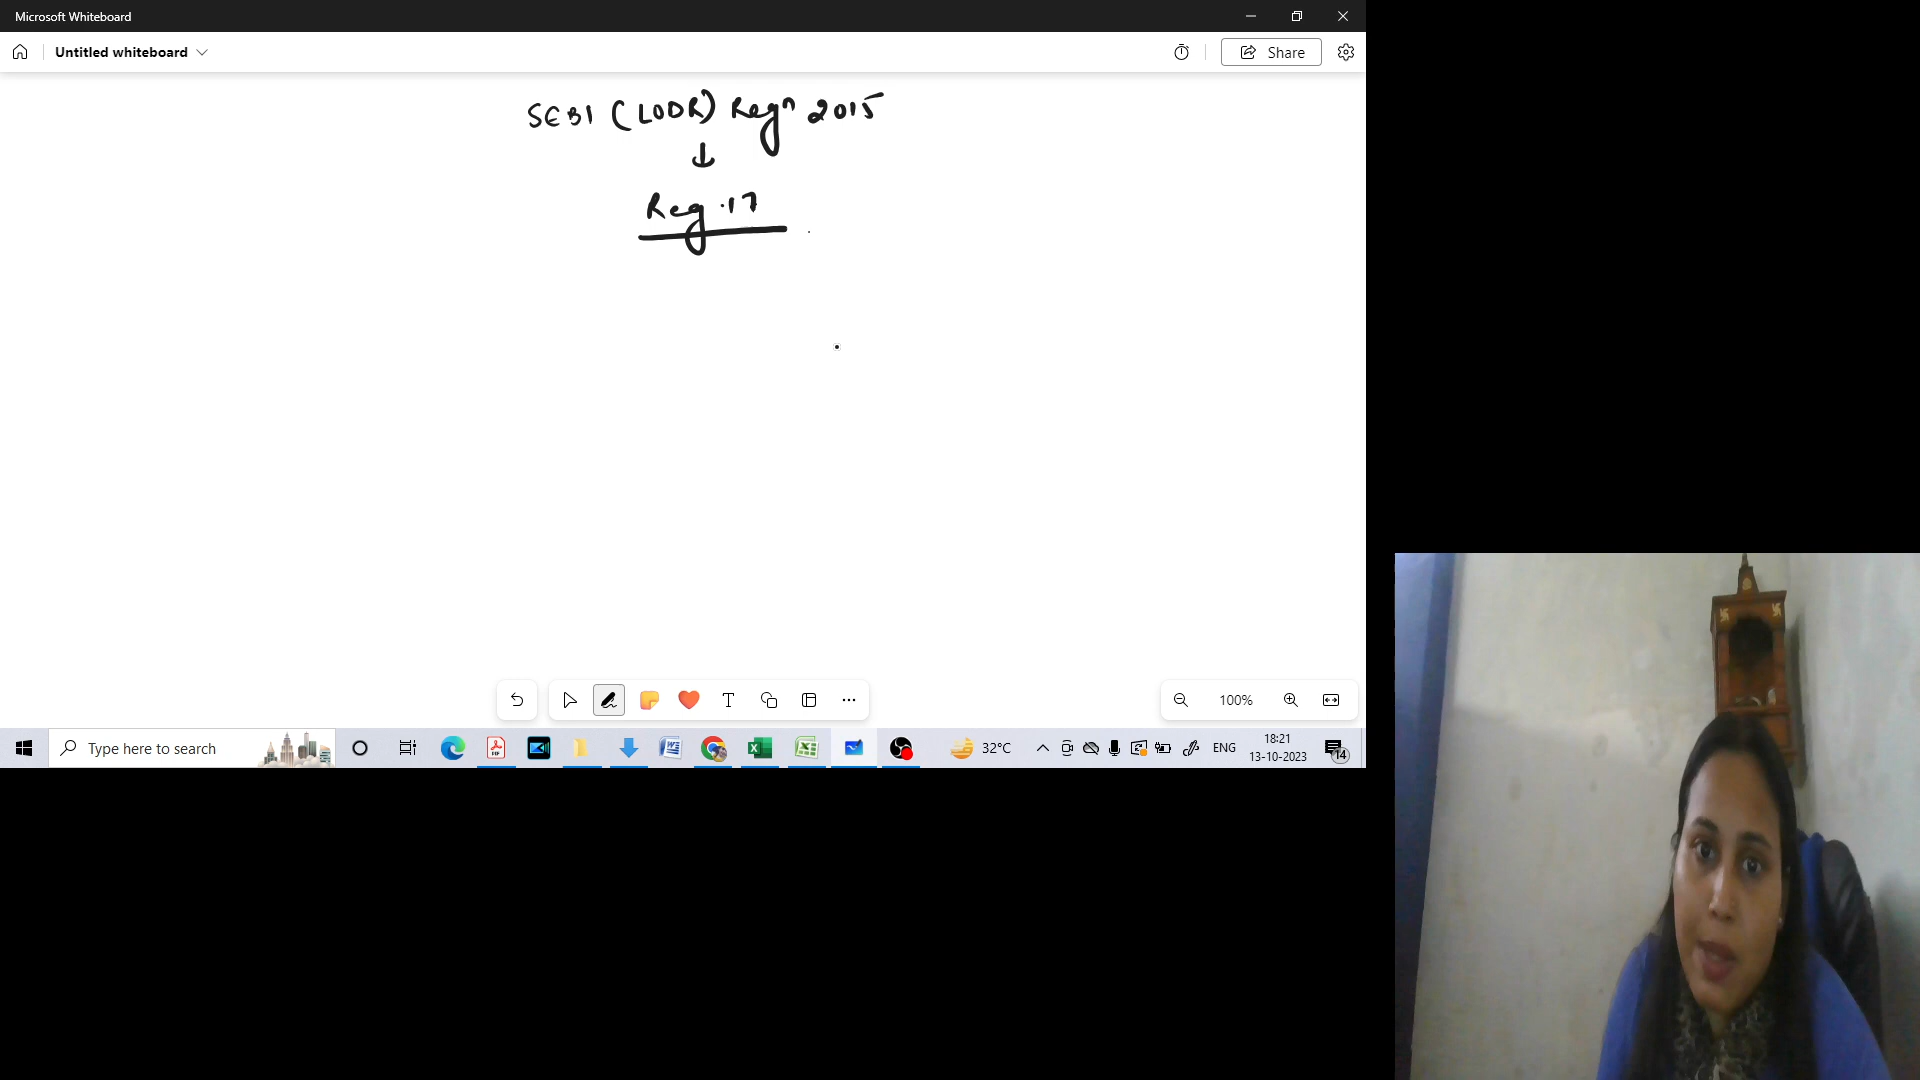 Microsoft Whiteboard
Untitled whiteboard
Share
SEBI (LODR) Regn 2015
Reg.17
100%
Type here to search
32°C
ENG
18:21
13-10-2023
14